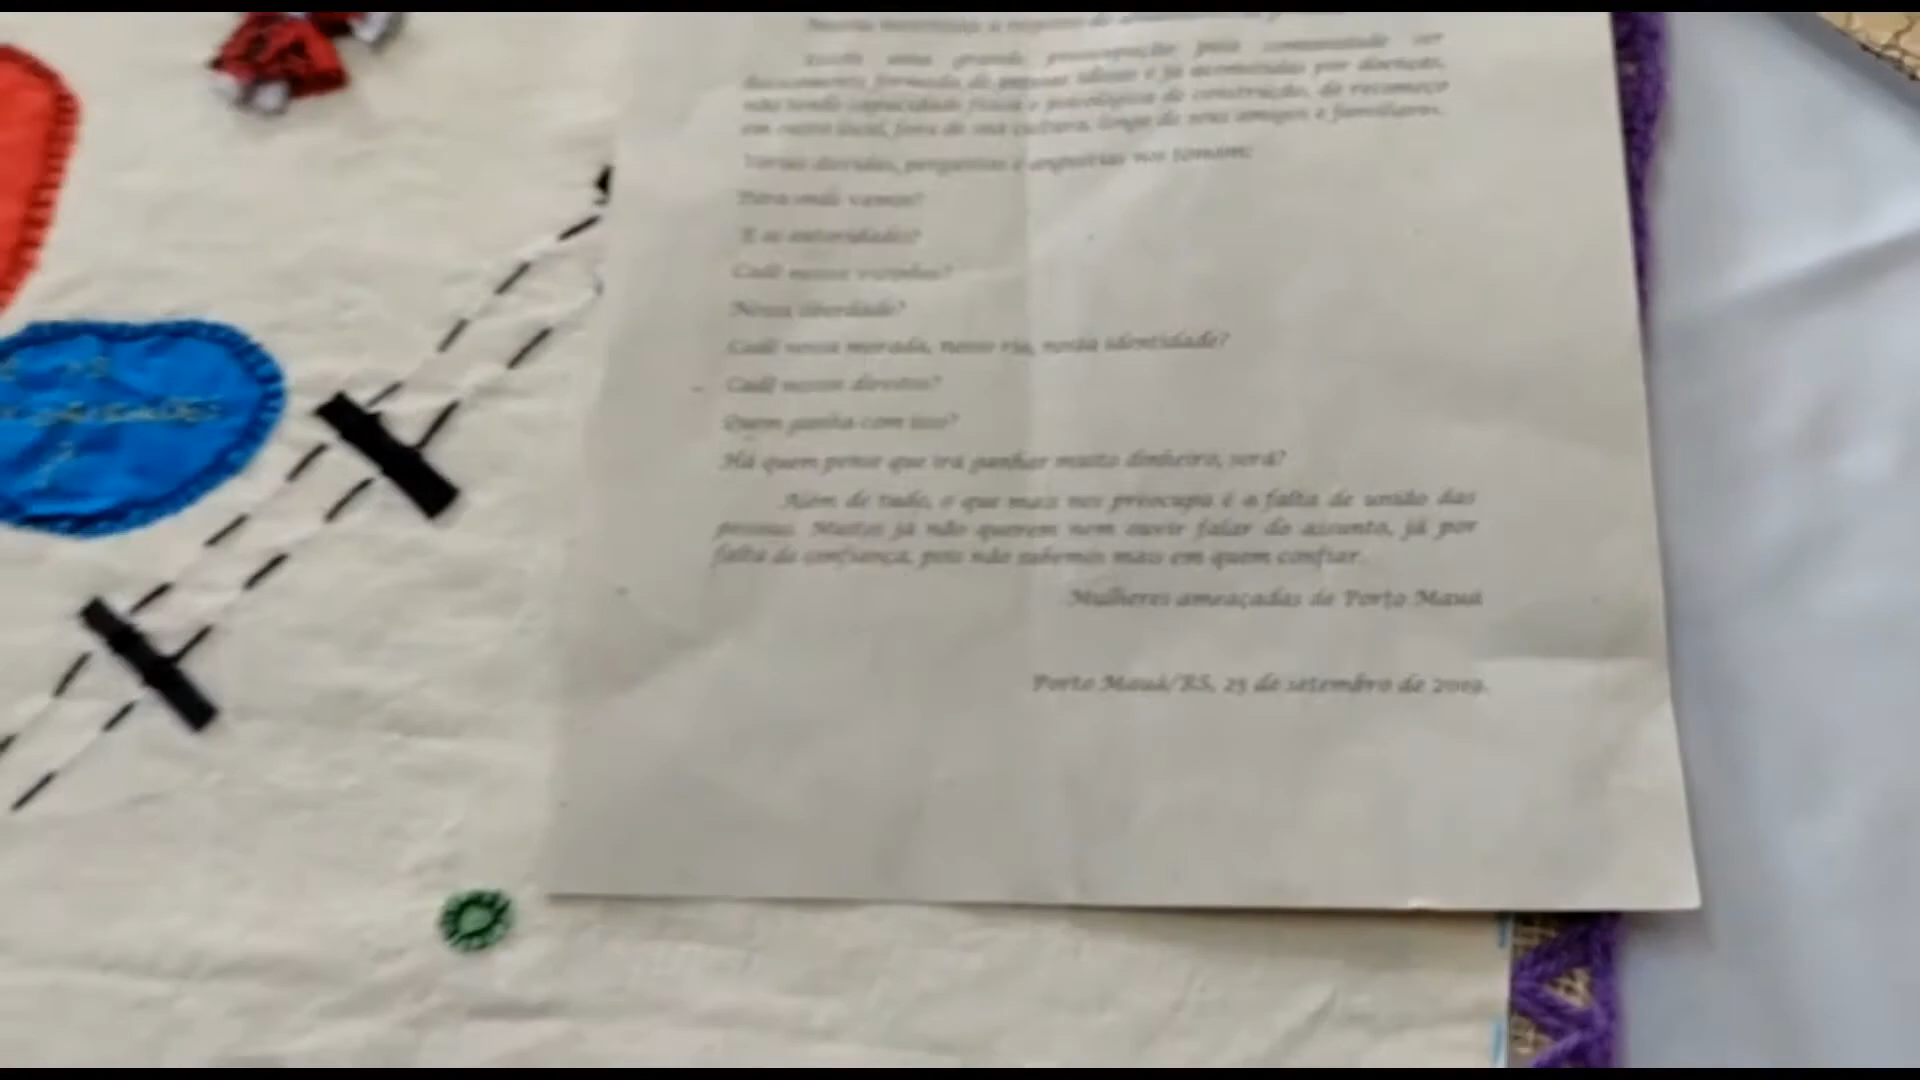 grande preocupação pela comunidade ser
formada de pessoas idosas e já acometidas por doenças,
não tendo capacidade física e psicológica de construção, de recomeço
em outro local, fora de sua cultura, longe de seus amigos e familiares.
dúvidas, perguntas e angústias nos tomam:
Para onde vamos?
E as autoridades?
Cadê nossos vizinhos?
Nossa liberdade?
Cadê nossa morada, nosso rio, nossa identidade?
Cadê nossos direitos?
Quem ganha com isso?
Há quem pense que irá ganhar muito dinheiro, será?
Além de tudo, o que mais nos preocupa é a falta de união das
pessoas. Muitos já não querem nem ouvir falar do assunto, já por
falta de confiança, pois não sabemos mais em quem confiar.
Mulheres ameaçadas de Porto Mauá
Porto Mauá/RS, 25 de setembro de 2019.